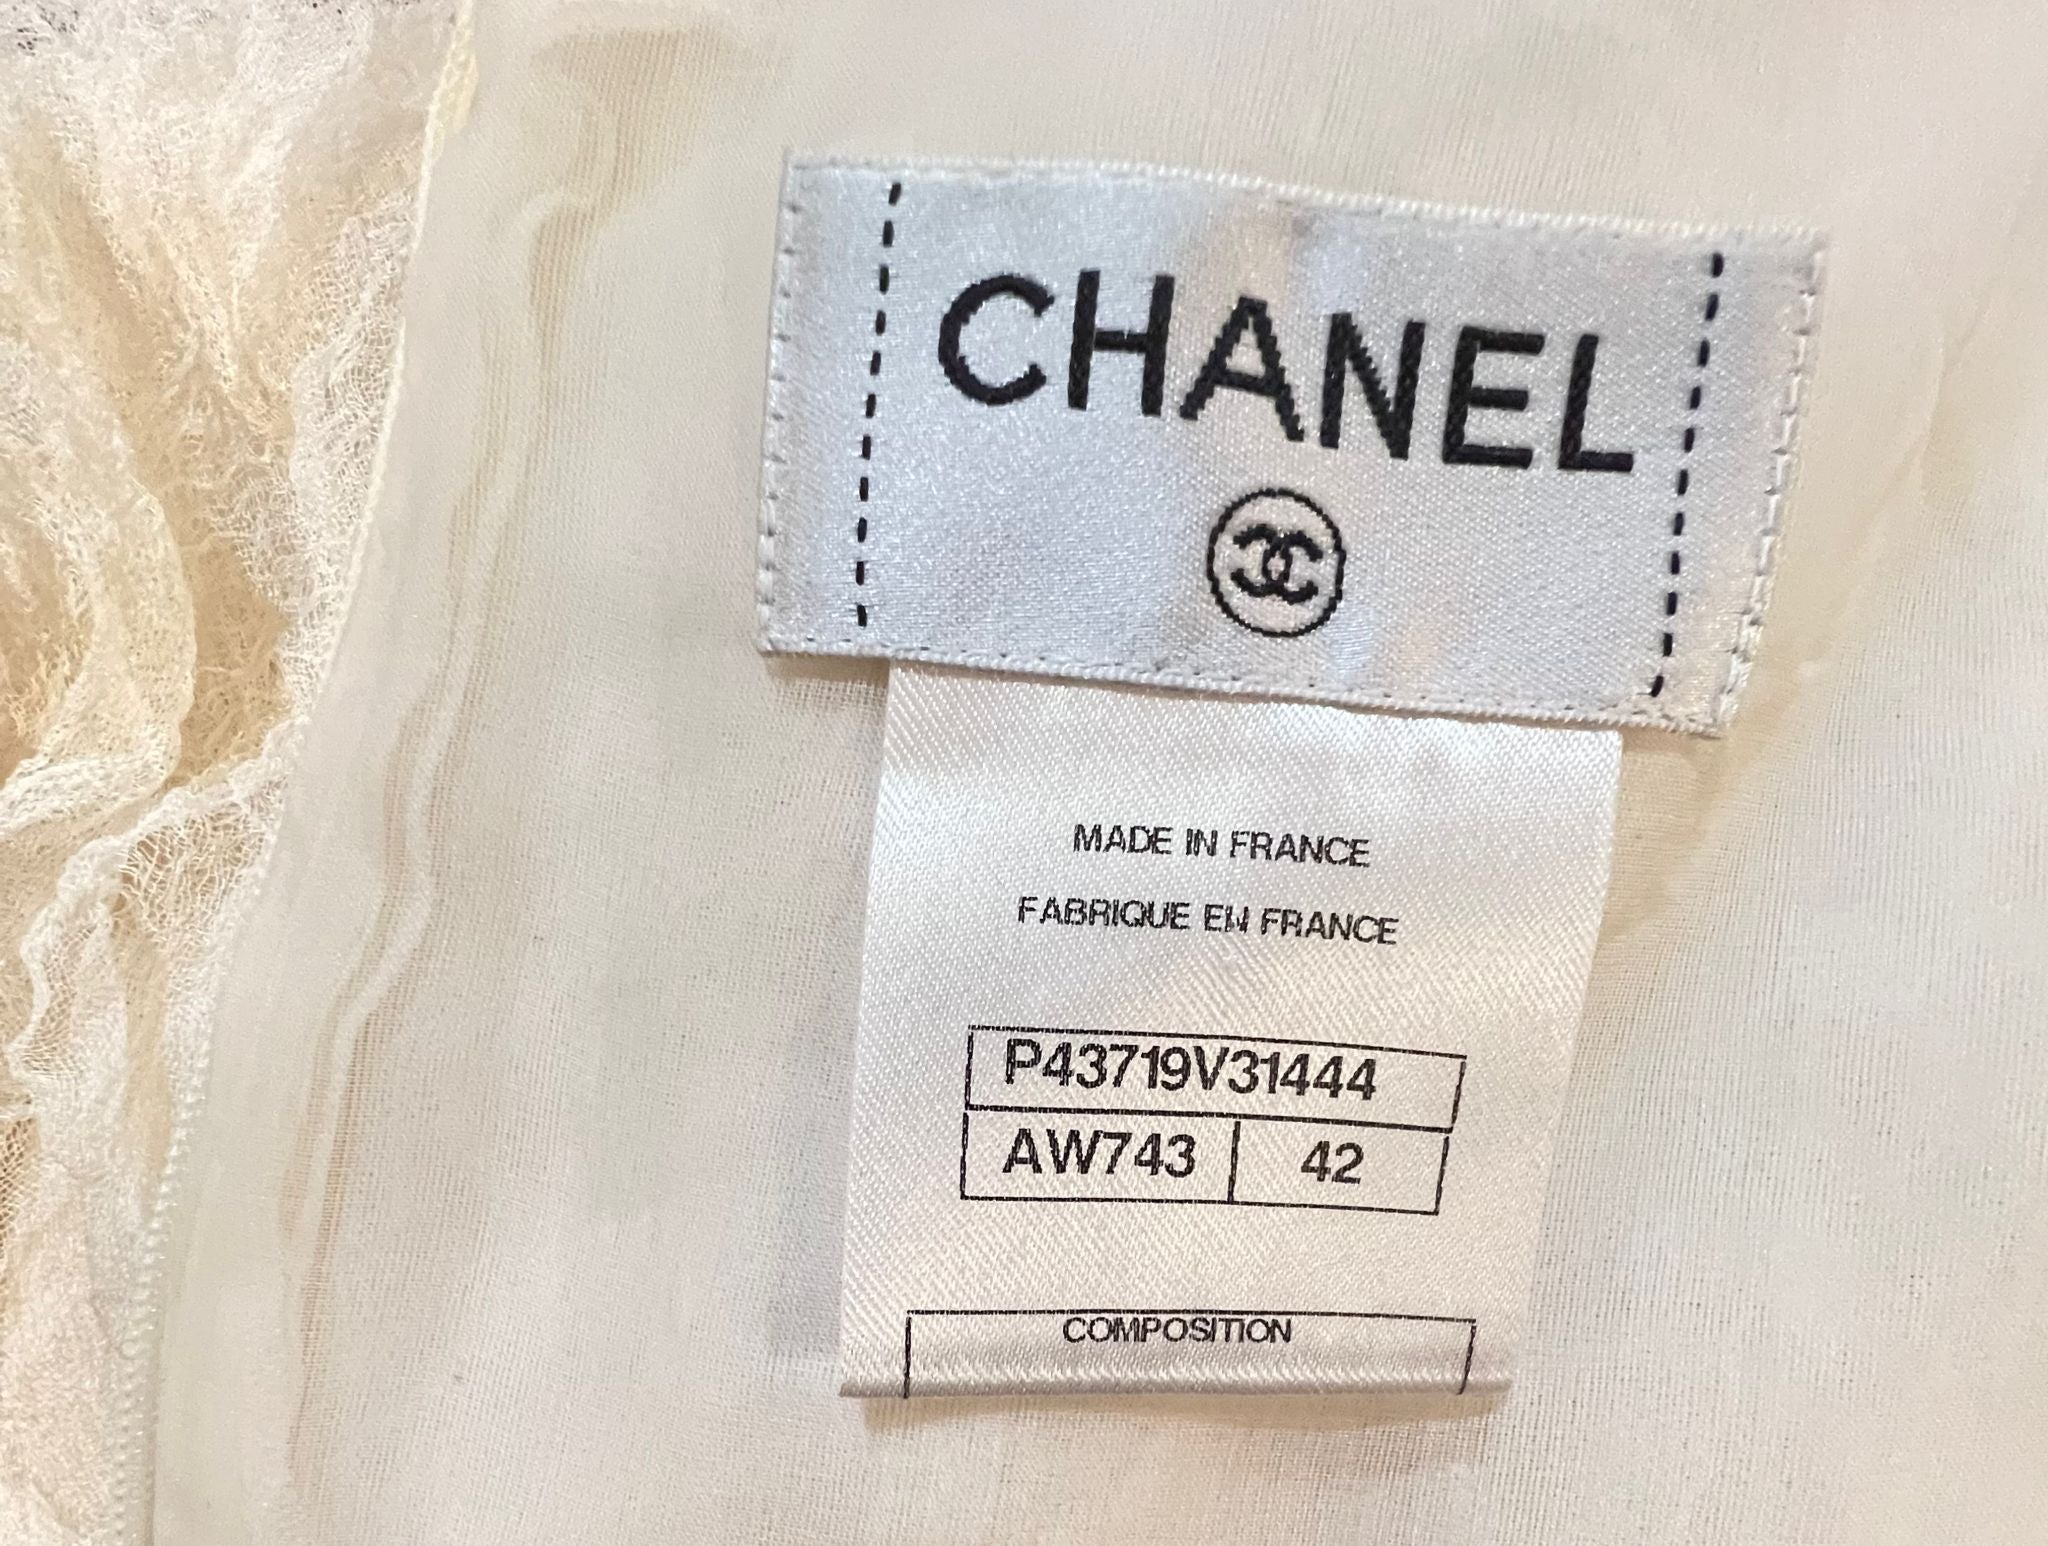 CHANEL
MADE IN FRANCE
FABRIQUE EN FRANCE
P43719V31444
AW743 42
COMPOSITION